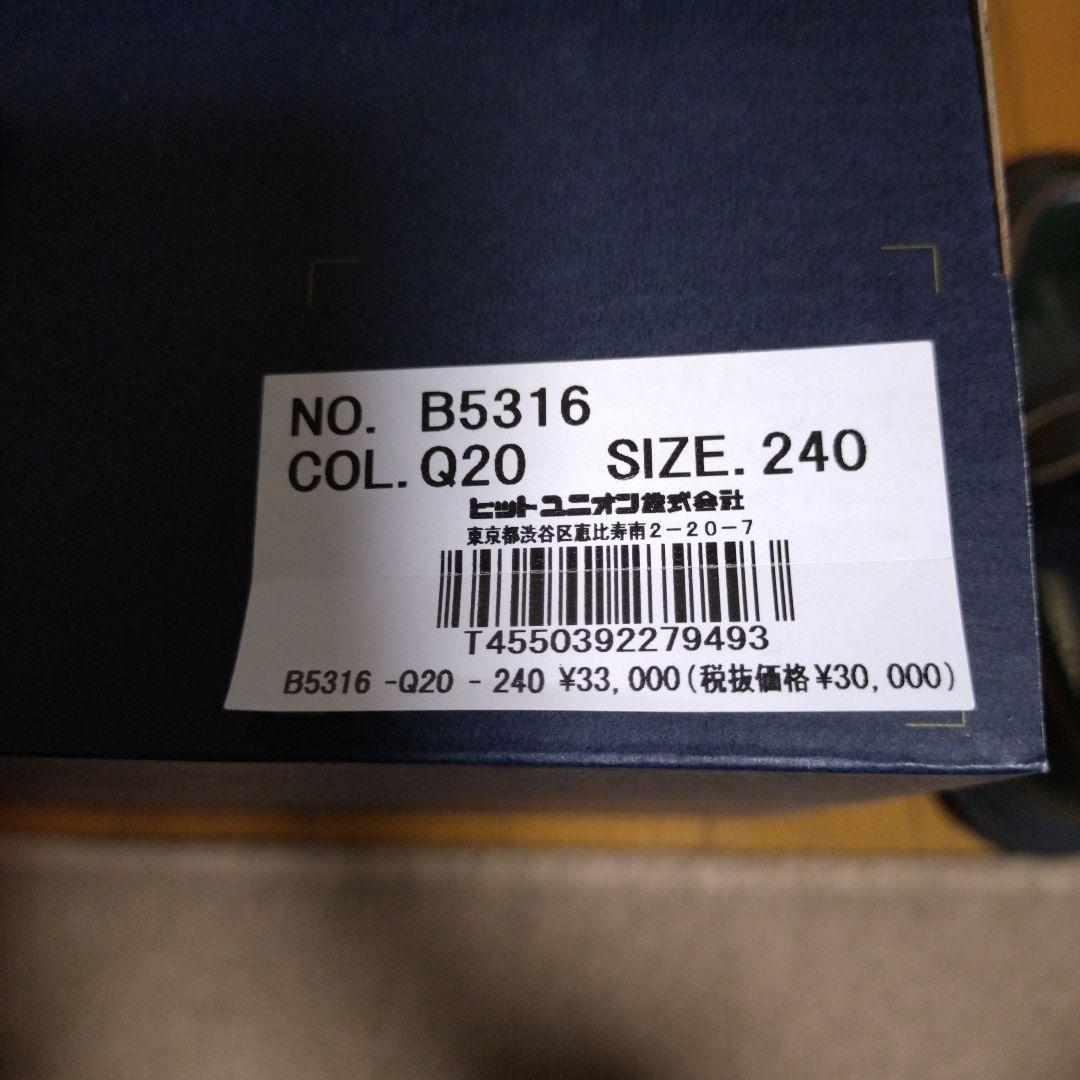 NO. B5316
COL. Q20 SIZE. 240
ヒットユニオン株式会社
東京都渋谷区恵比寿南2-20-7
T4550392279493
B5316 -Q20 - 240 ¥33,000(税抜価格¥30,000)